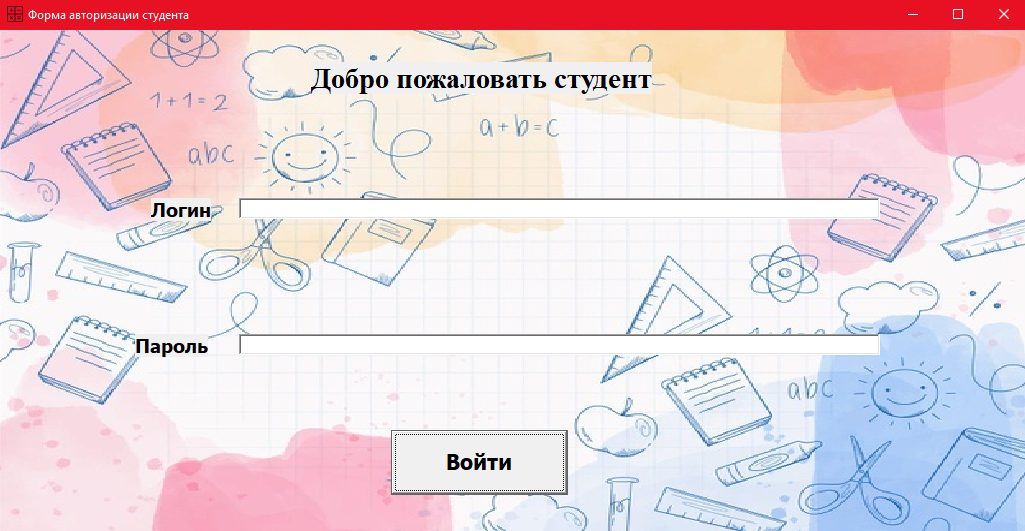 Форма авторизации студента
Добро пожаловать студент
1+1=2
a+b=c
abc
Логин
Пароль
abc
Войти